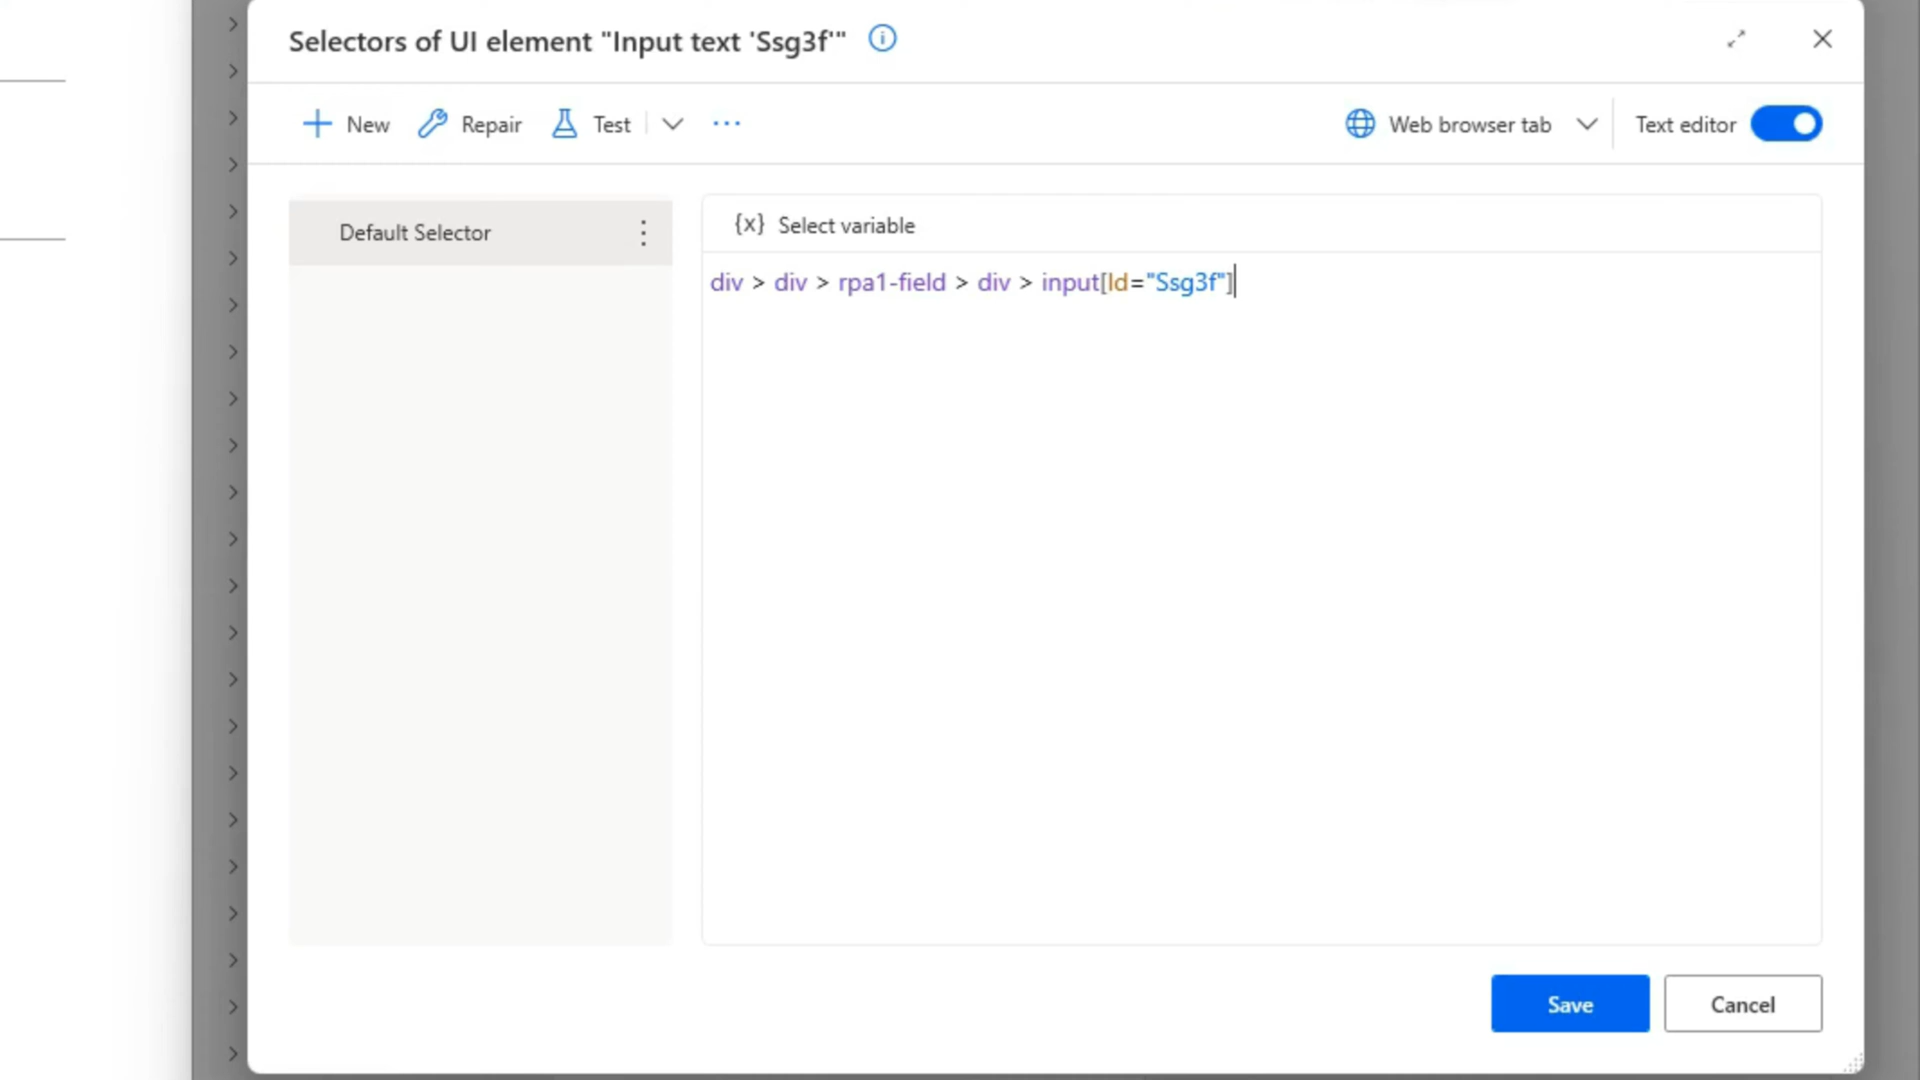 Selectors of UI element "Input text 'Ssg3f'"
New Repair Test Web browser tab Text editor
Default Selector
{x} Select variable
div > div > rpa1-field > div > input[Id="Ssg3f"]
Save Cancel